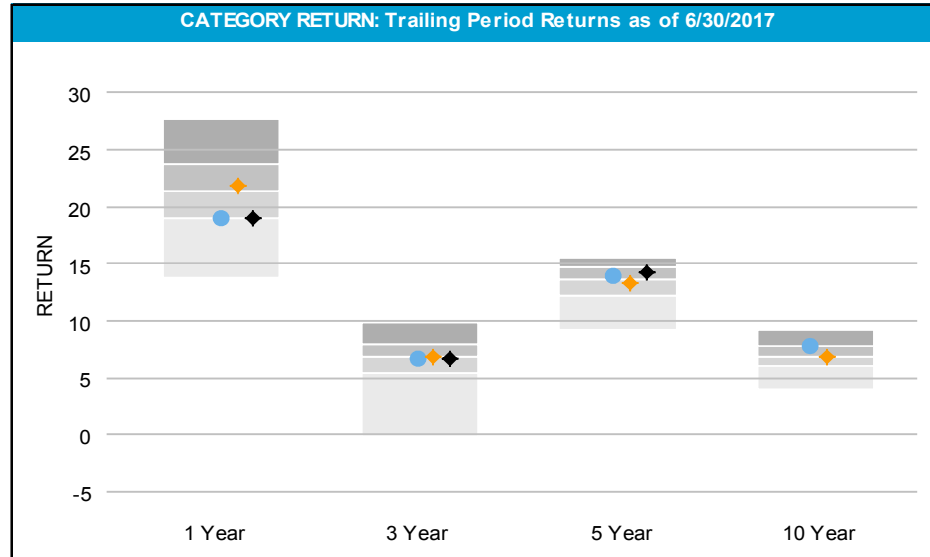 CATEGORY RETURN: Trailing Period Returns as of 6/30/2017
30
25
20
15
10
5
0
-5
RETURN
1 Year
3 Year
5 Year
10 Year